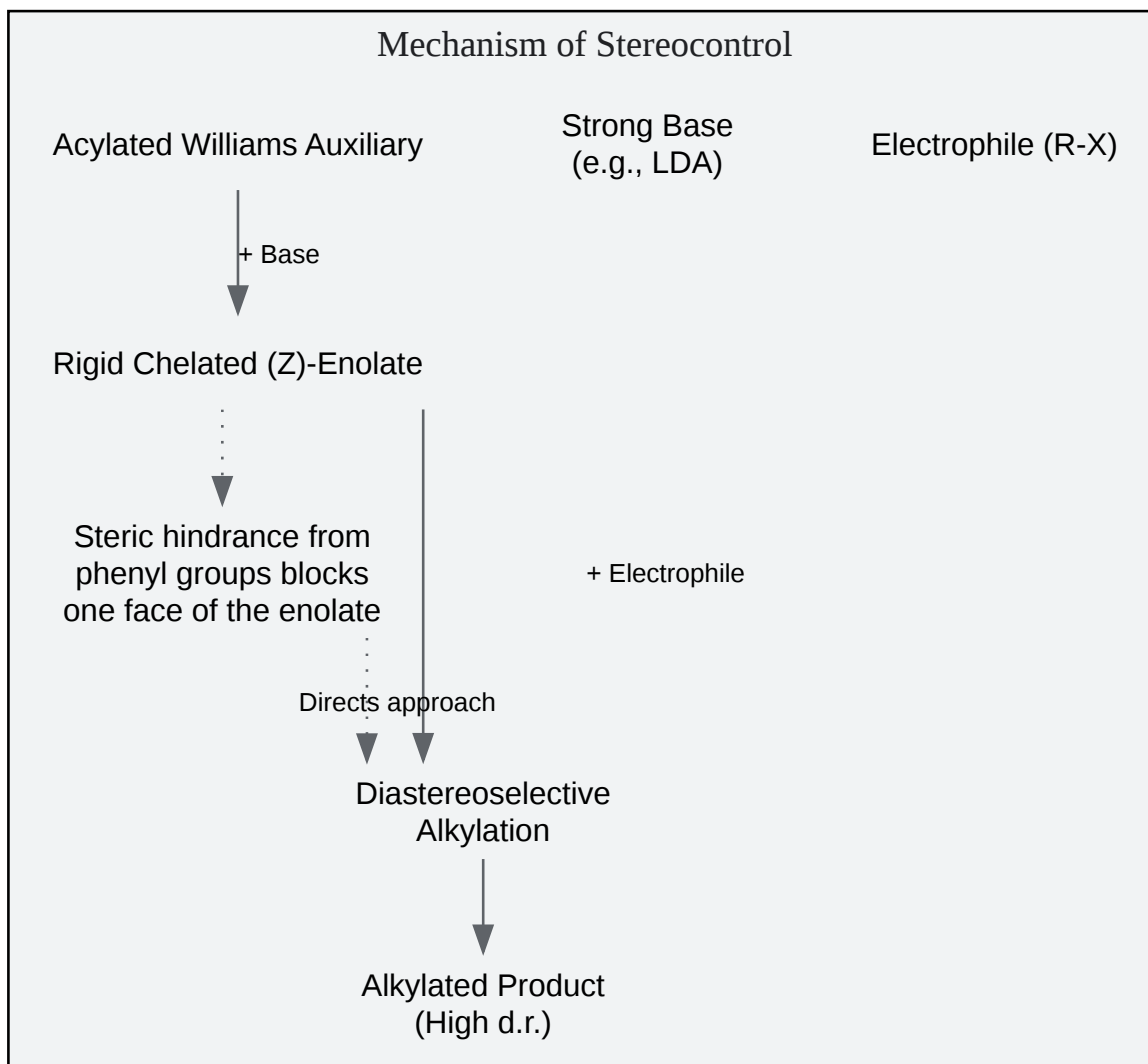 Mechanism of Stereocontrol
Acylated Williams Auxiliary
Strong Base
(e.g., LDA)
Electrophile (R-X)
+ Base
Rigid Chelated (Z)-Enolate
Steric hindrance from
phenyl groups blocks
one face of the enolate
+ Electrophile
Directs approach
Diastereoselective
Alkylation
Alkylated Product
(High d.r.)